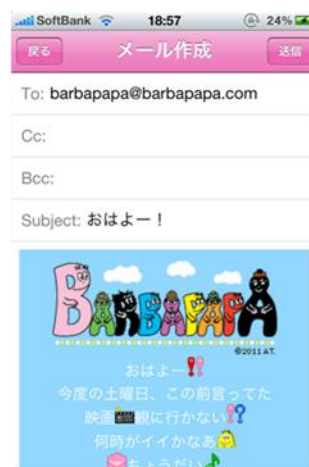 SoftBank 18:57 24%
戻る メール作成 送信
To: barbapapa@barbapapa.com
Cc:
Bcc:
Subject: おはよー！
BARBAPAPA
©2011 A.T.
おはよー
今度の土曜日、この前言ってた
映画観に行かない
何時がイイかなあ
ちょうだい